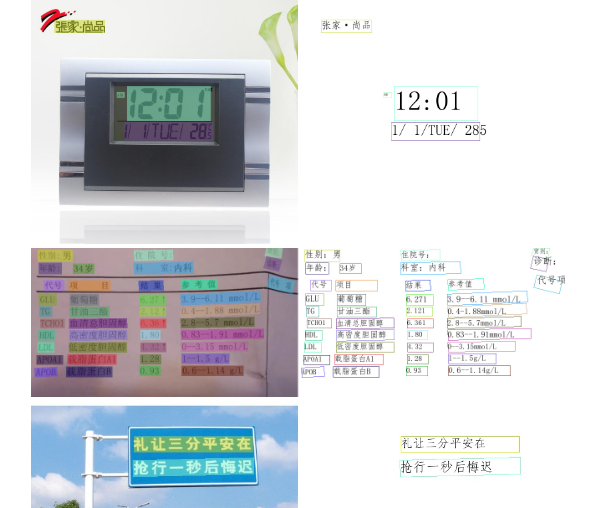 张家·尚品
12:01
1/ 1/TUE/ 285
张家·尚品
12:01
1/ 1/TUE/ 285
性别: 男 住院号:
年龄: 34岁 科 室:内科
代号 项 目 结 果 参 考 值
GLU 葡萄糖 6.27↑ 3.9--6.11 mmol/L
TG 甘油三酯 2.12↑ 0.4--1.88 mmol/L
TCHO1 血清总胆固醇 6.36↑ 2.8--5.7 mmol/L
HDL 高密度胆固醇 1.80 0.83--1.91 mmol/L
LDL 低密度胆固醇 4.32↑ 0--3.15 mmol/L
APOA1 载脂蛋白A1 1.28 1--1.5 g/L
APOB 载脂蛋白B 0.93 0.6--1.14 g/L
性别: 男 住院号:
年龄: 34岁 科室: 内科 诊断:
代号 项目 结果 参考值 代号项
GLU 葡萄糖 6.271 3.9--6.11 mmol/L
TG 甘油三酯 2.121 0.4-1.88mmol/L
TCHO1 血清总胆固醇 6.361 2.8--5.7mmol/L
HDL 高密度胆固醇 1.80 0.83--1.91 mmol/L
LDL 低密度胆固醇 4.32 0--3.15mmol/L
APOA1 载脂蛋白A1 1.28 1--1.5g/L
APOB 载脂蛋白B 0.93 0.6--1.14g/L
礼让三分平安在
抢行一秒后悔迟
礼让三分平安在
抢行一秒后悔迟